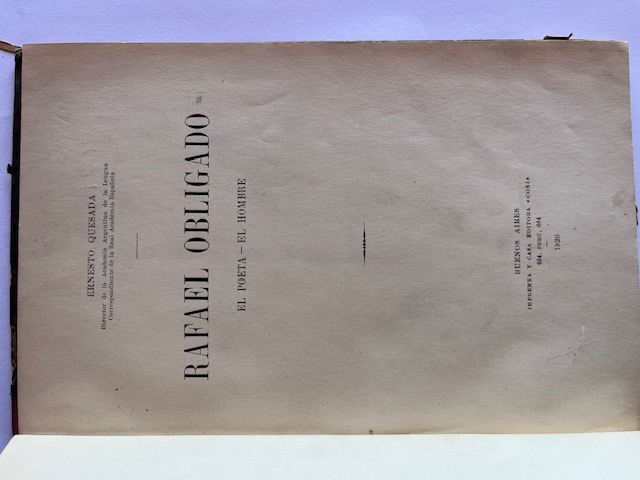 ERNESTO QUESADA
Director de la Academia Argentina de la Lengua
Correspondiente de la Real Academia Española
RAFAEL OBLIGADO
EL POETA — EL HOMBRE
BUENOS AIRES
IMPRENTA Y CASA EDITORA «CONI»
684, PERÚ, 684
1920